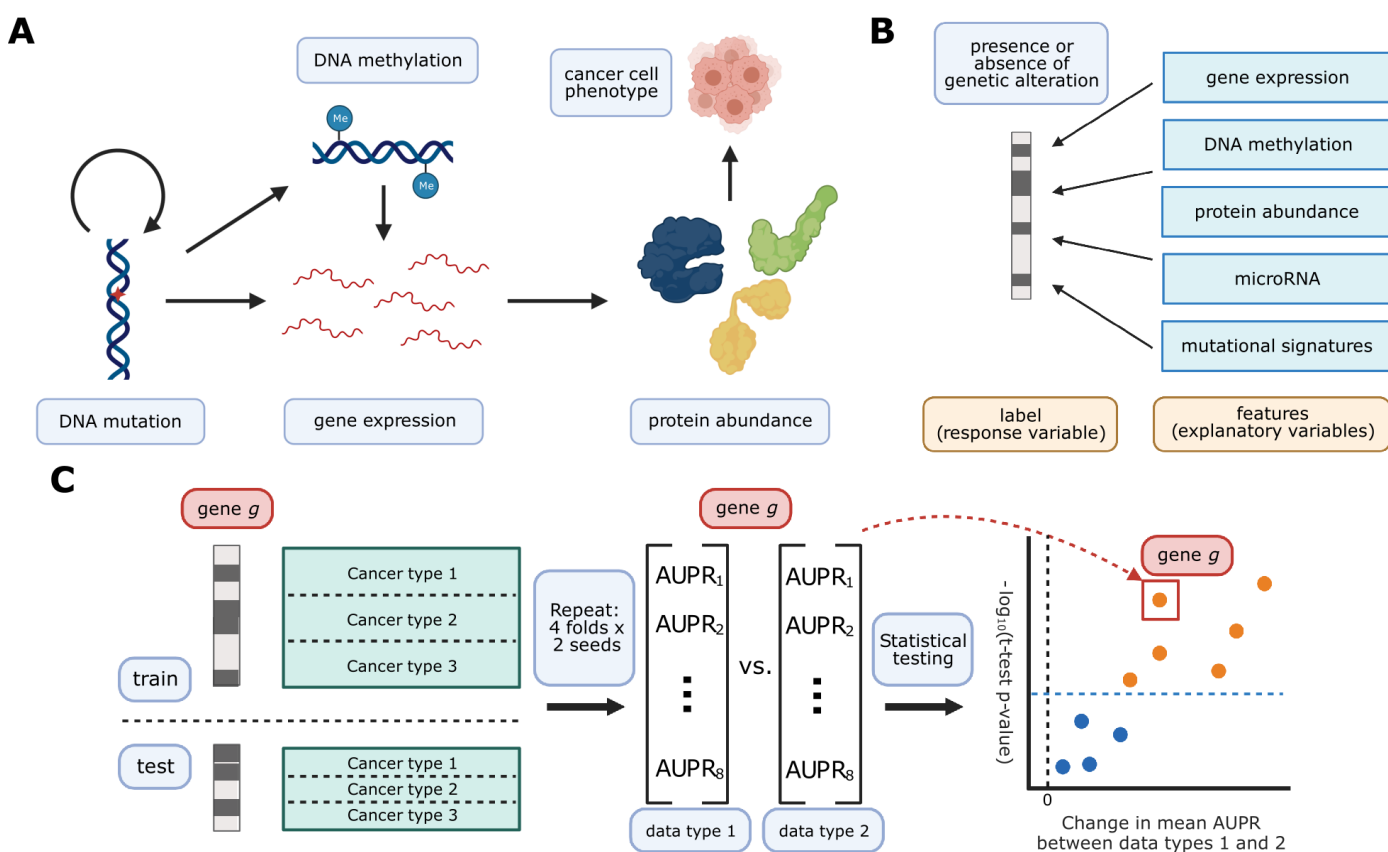 A
DNA methylation
Me
Me
cancer cell
phenotype
DNA mutation
gene expression
protein abundance
B
presence or
absence of
genetic alteration
gene expression
DNA methylation
protein abundance
microRNA
mutational signatures
label
(response variable)
features
(explanatory variables)
C
gene g
Cancer type 1
Cancer type 2
Cancer type 3
train
test
Cancer type 1
Cancer type 2
Cancer type 3
Repeat:
4 folds x
2 seeds
gene g
AUPR₁
AUPR₂
⋮
AUPR₈
data type 1
vs.
AUPR₁
AUPR₂
⋮
AUPR₈
data type 2
Statistical
testing
gene g
-log₁₀(t-test p-value)
0
Change in mean AUPR
between data types 1 and 2